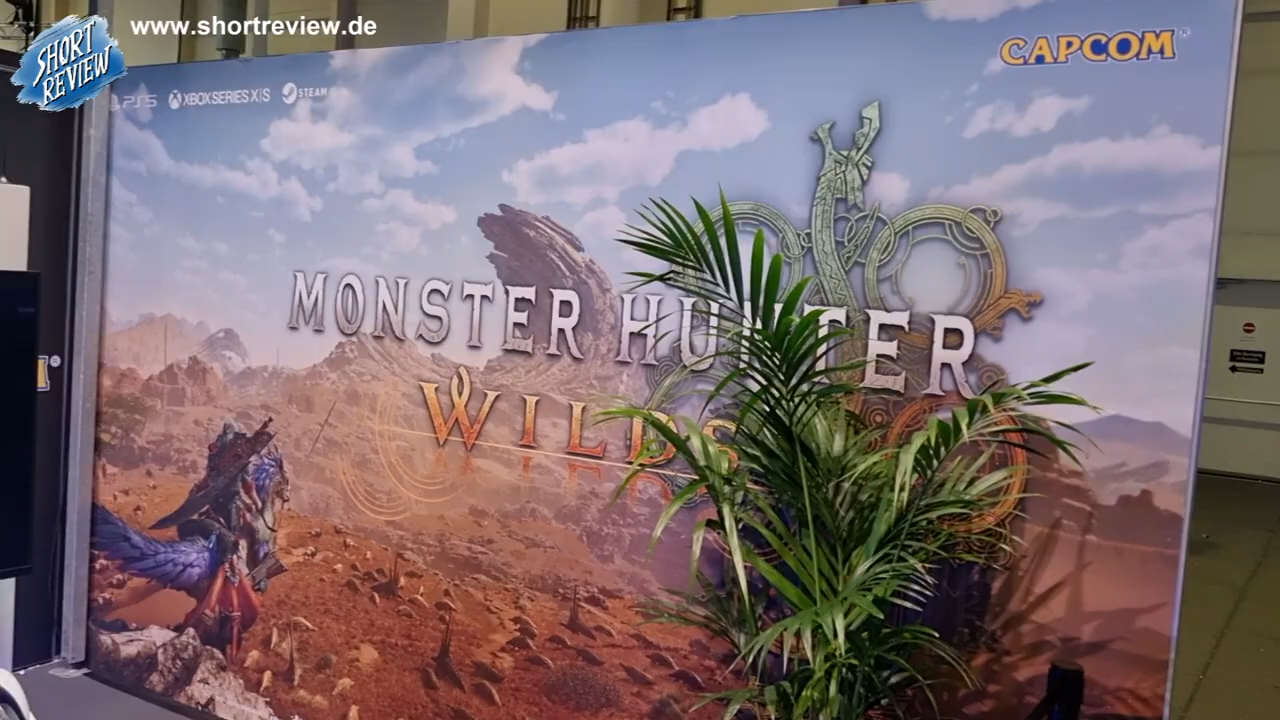 www.shortreview.de
SHORT
REVIEW
CAPCOM
PS5 XBOX SERIES X|S STEAM
MONSTER HUNTER
WILDS